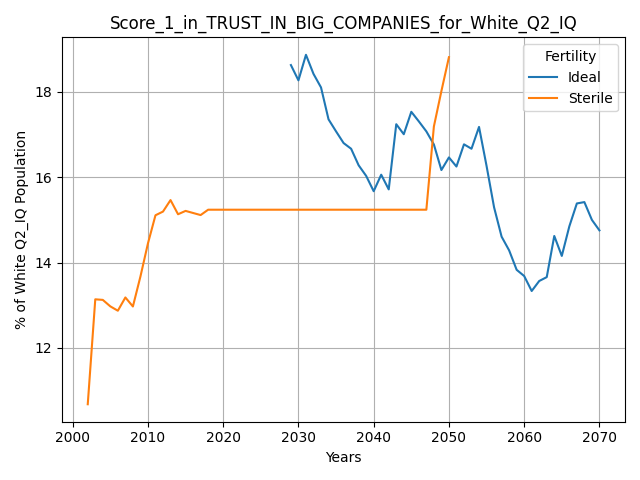 Score_1_in_TRUST_IN_BIG_COMPANIES_for_White_Q2_IQ
Fertility
Ideal
Sterile
% of White Q2_IQ Population
18
16
14
12
2000 2010 2020 2030 2040 2050 2060 2070
Years